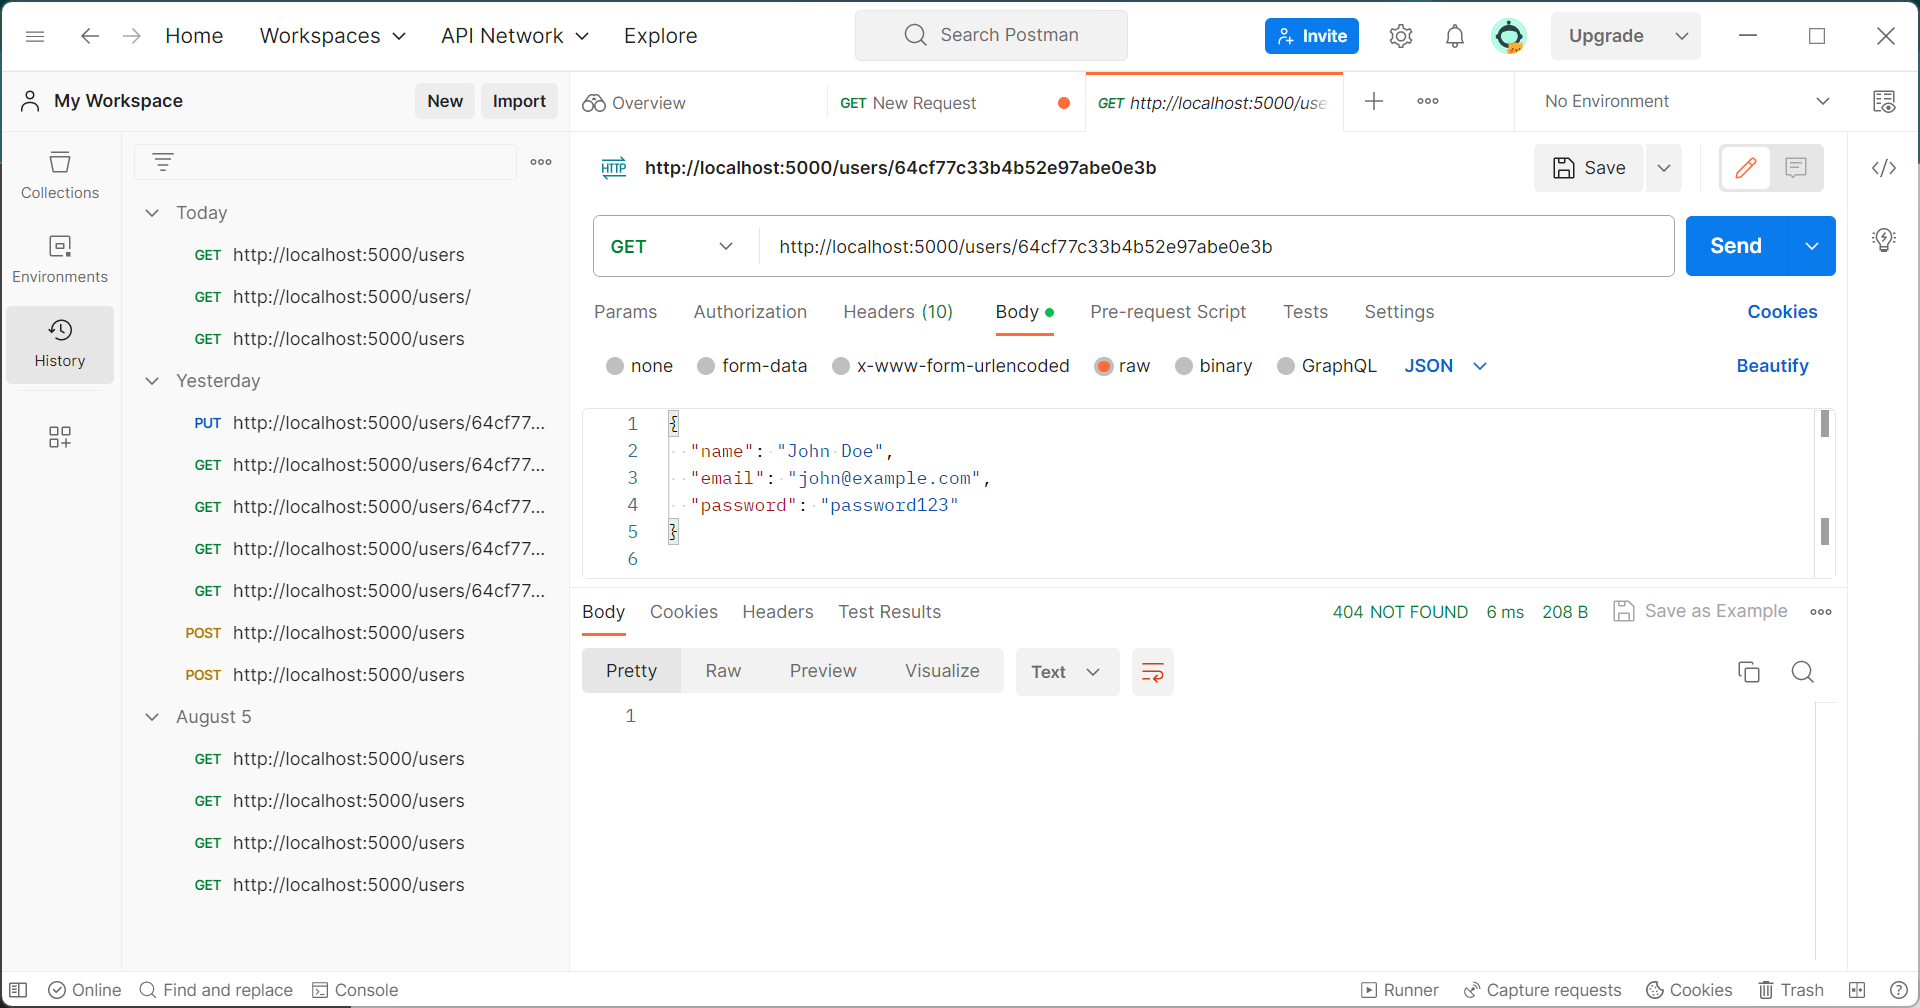 Home
Workspaces
API Network
Explore
Search Postman
Invite
Upgrade
My Workspace
New
Import
Overview
GET New Request
GET http://localhost:5000/use
No Environment
Collections
Environments
History
Today
GET http://localhost:5000/users
GET http://localhost:5000/users/
GET http://localhost:5000/users
Yesterday
PUT http://localhost:5000/users/64cf77...
GET http://localhost:5000/users/64cf77...
GET http://localhost:5000/users/64cf77...
GET http://localhost:5000/users/64cf77...
GET http://localhost:5000/users/64cf77...
POST http://localhost:5000/users
POST http://localhost:5000/users
August 5
GET http://localhost:5000/users
GET http://localhost:5000/users
GET http://localhost:5000/users
GET http://localhost:5000/users
HTTP http://localhost:5000/users/64cf77c33b4b52e97abe0e3b
Save
GET http://localhost:5000/users/64cf77c33b4b52e97abe0e3b
Send
Params Authorization Headers (10) Body Pre-request Script Tests Settings Cookies
none form-data x-www-form-urlencoded raw binary GraphQL JSON Beautify
1 {
2 "name": "John Doe",
3 "email": "john@example.com",
4 "password": "password123"
5 }
6
Body Cookies Headers Test Results 404 NOT FOUND 6 ms 208 B Save as Example
Pretty Raw Preview Visualize Text
1
Online Find and replace Console Runner Capture requests Cookies Trash